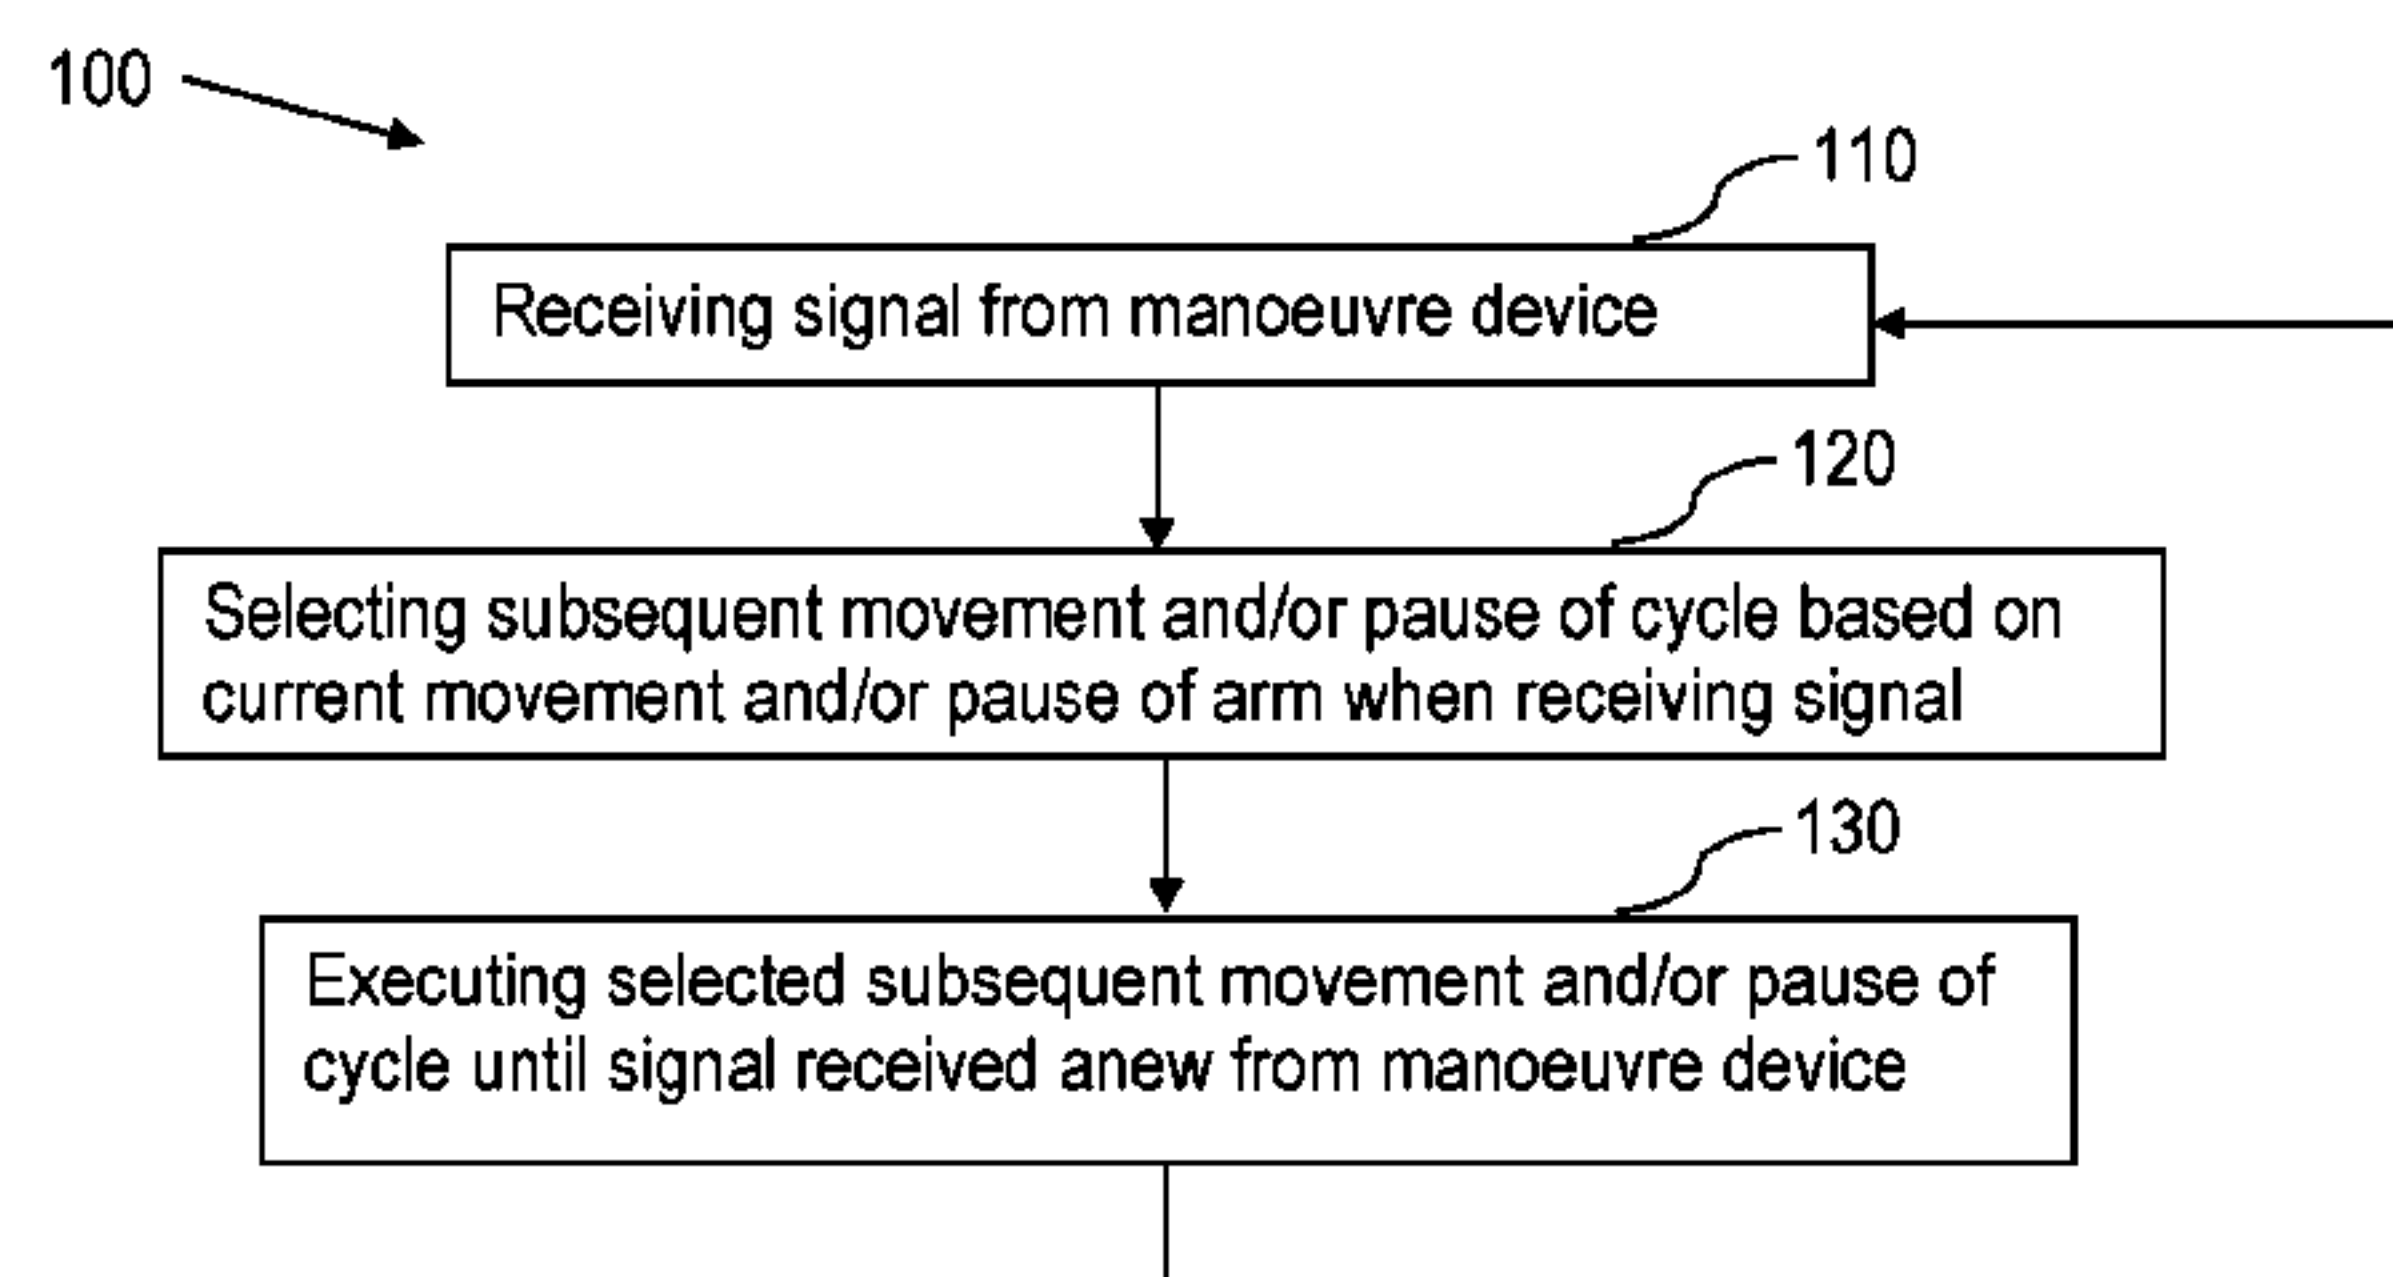 100
110
Receiving signal from manoeuvre device
120
Selecting subsequent movement and/or pause of cycle based on
current movement and/or pause of arm when receiving signal
130
Executing selected subsequent movement and/or pause of
cycle until signal received anew from manoeuvre device